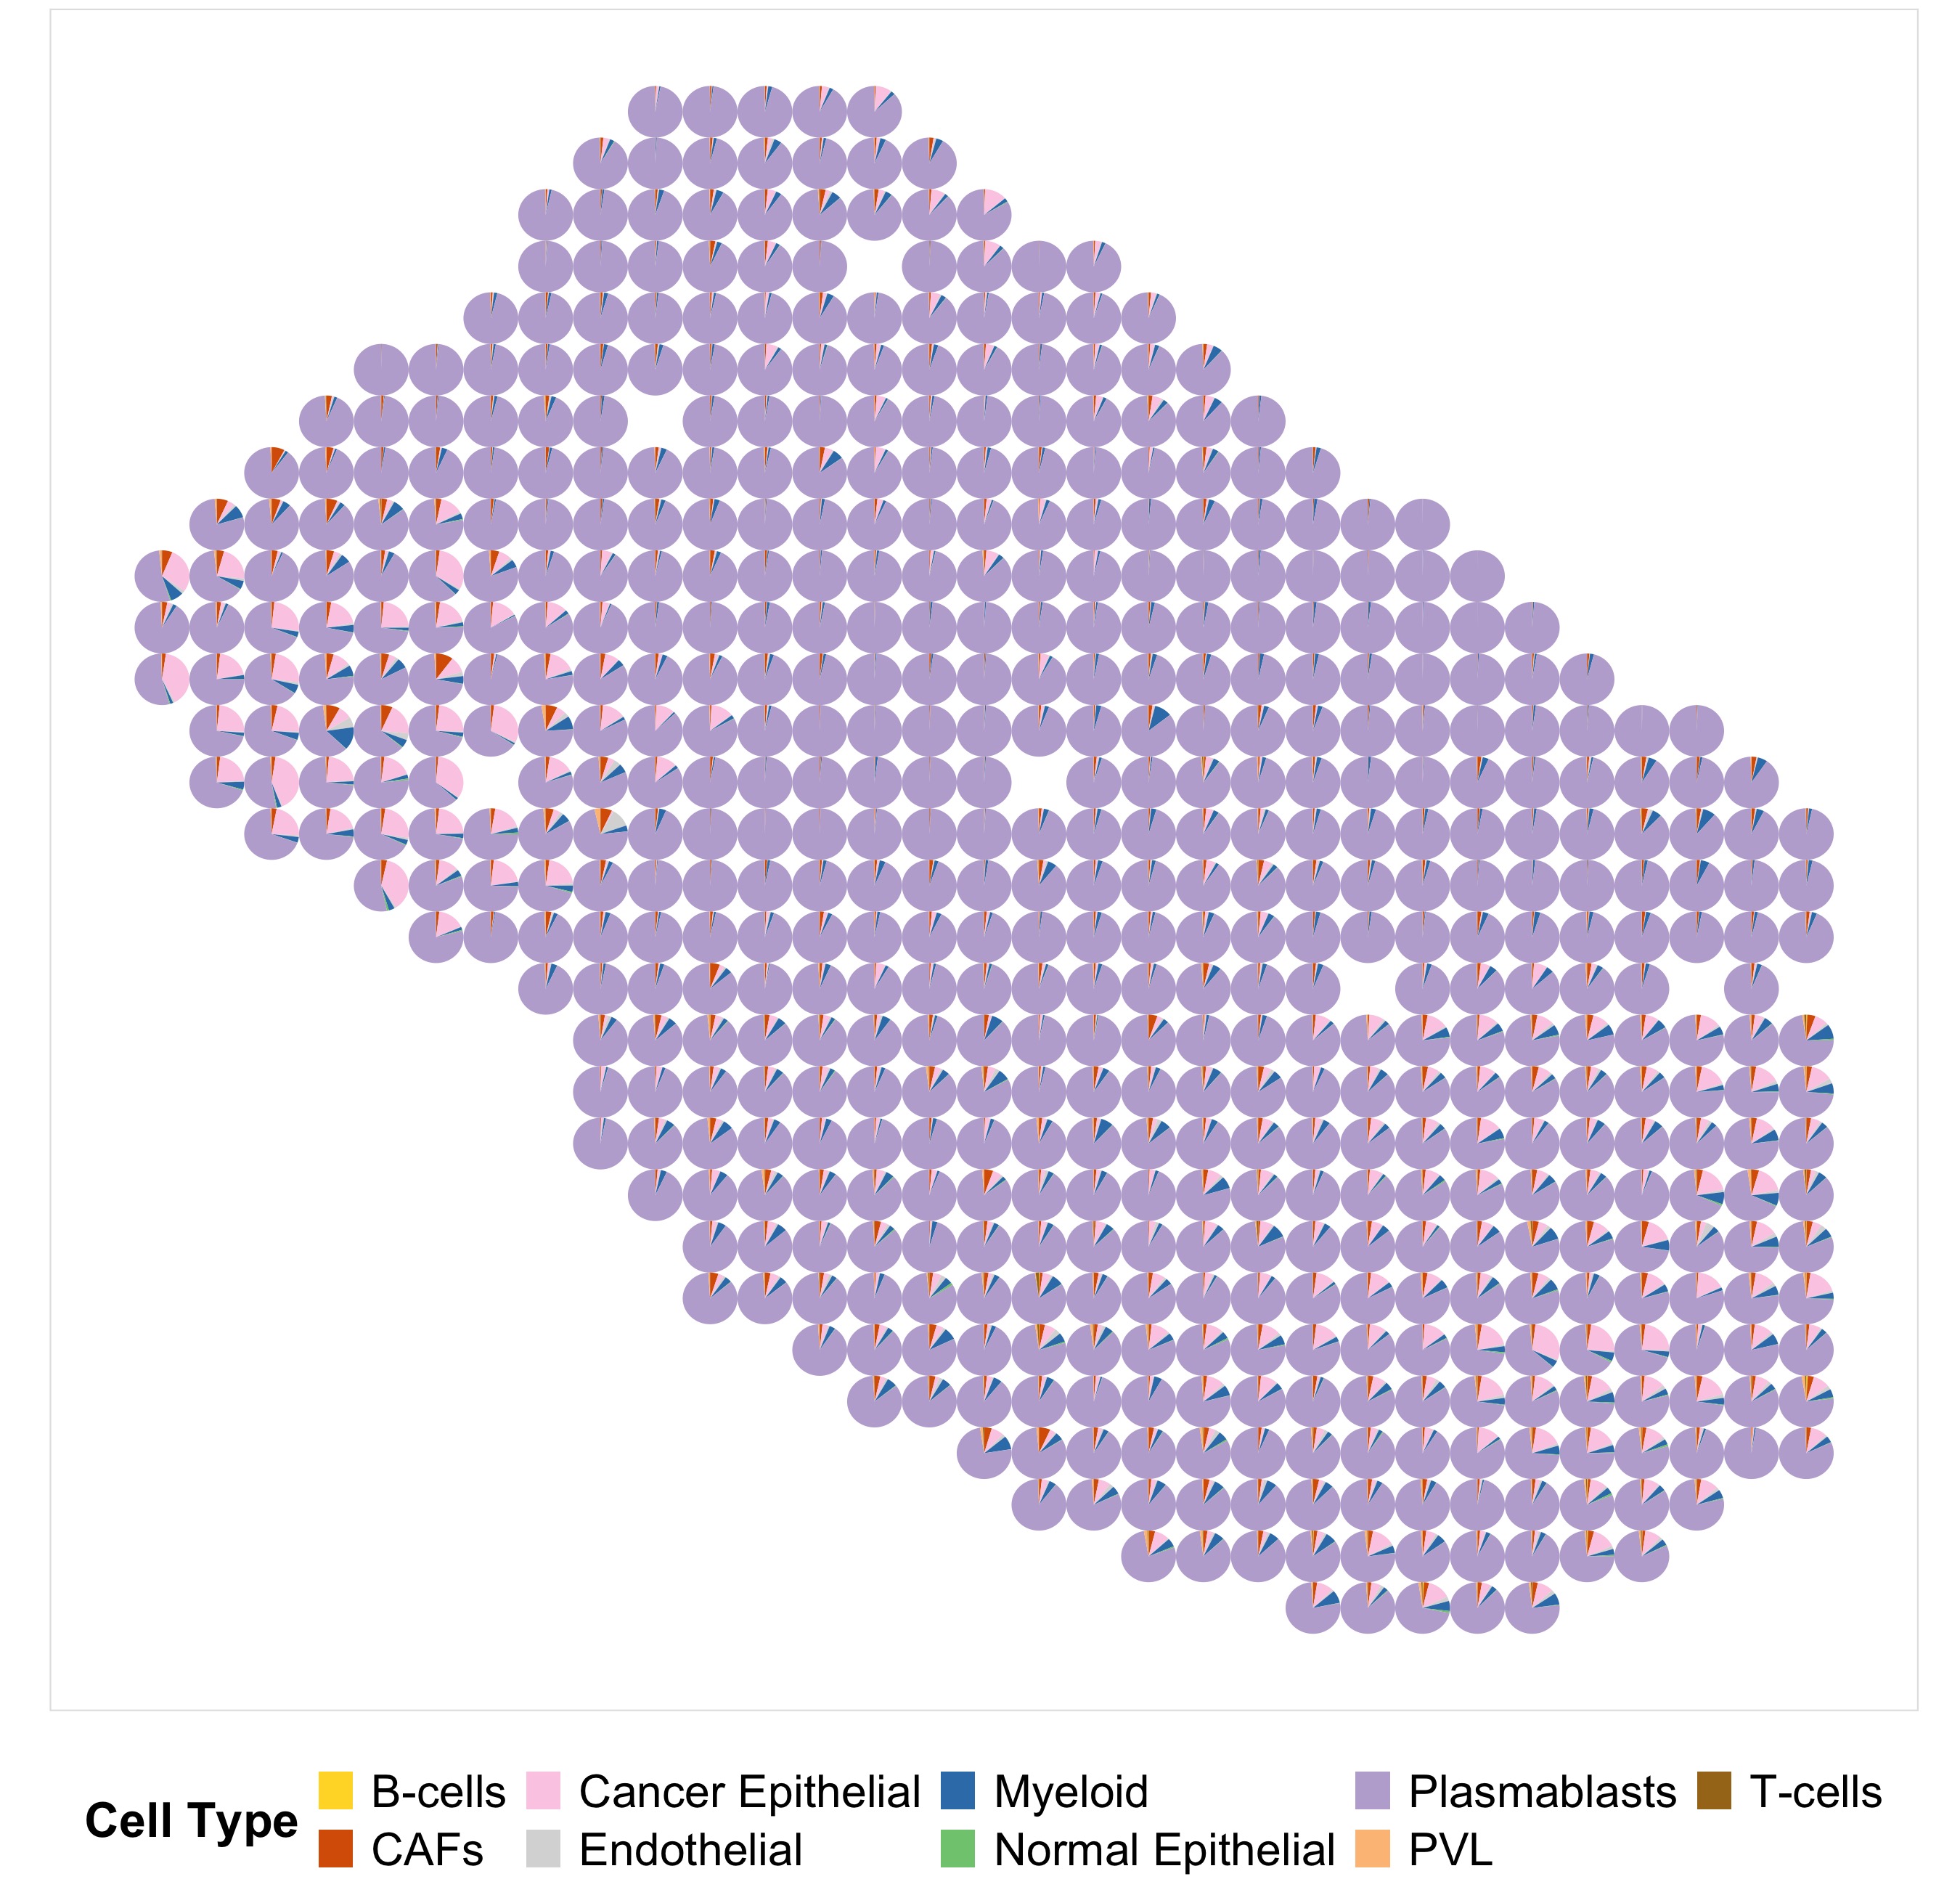 Cell Type
B-cells Cancer Epithelial Myeloid Plasmablasts T-cells
CAFs Endothelial Normal Epithelial PVL